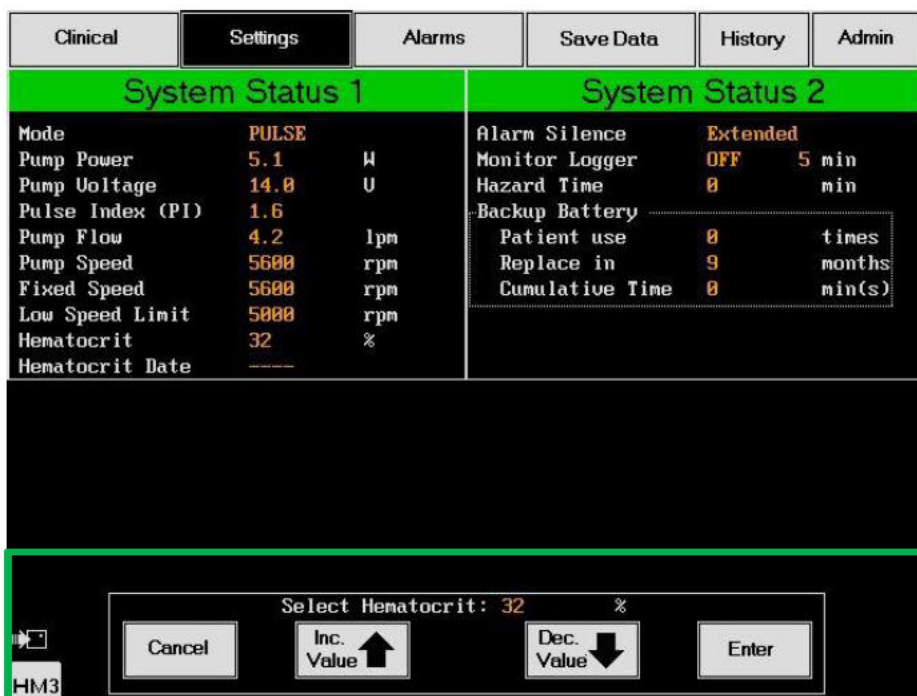 Clinical Settings Alarms Save Data History Admin
System Status 1
Mode PULSE
Pump Power 5.1 W
Pump Voltage 14.0 V
Pulse Index (PI) 1.6
Pump Flow 4.2 lpm
Pump Speed 5600 rpm
Fixed Speed 5600 rpm
Low Speed Limit 5000 rpm
Hematocrit 32 %
Hematocrit Date ----
System Status 2
Alarm Silence Extended
Monitor Logger OFF 5 min
Hazard Time 0 min
Backup Battery
Patient use 0 times
Replace in 9 months
Cumulative Time 0 min(s)
Select Hematocrit: 32 %
Cancel
Inc.
Value
Dec.
Value
Enter
HM3